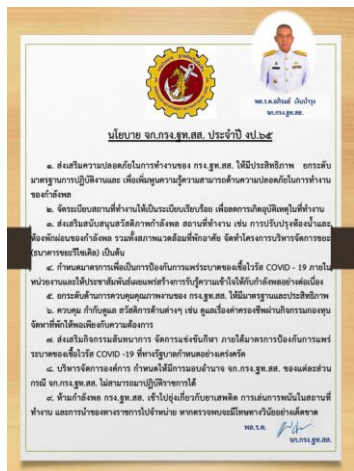 พล.ร.ต.อภิรมย์ เงินบำรุง
จก.กรง.ฐท.สส.
นโยบาย จก.กรง.ฐท.สส. ประจำปี งป.๖๕
๑. ส่งเสริมความปลอดภัยในการทำงานของ กรง.ฐท.สส. ให้มีประสิทธิภาพ ยกระดับ
มาตรฐานการปฏิบัติงานและ เพื่อเพิ่มพูนความรู้ความสามารถด้านความปลอดภัยในการทำงาน
ของกำลังพล
๒. จัดระเบียบสถานที่ทำงานให้เป็นระเบียบเรียบร้อย เพื่อลดการเกิดอุบัติเหตุในที่ทำงาน
๓. ส่งเสริมสนับสนุนสวัสดิภาพกำลังพล สถานที่ทำงาน เช่น การปรับปรุงห้องน้ำและ
ห้องพักผ่อนของกำลังพล รวมทั้งสภาพแวดล้อมที่พักอาศัย จัดทำโครงการบริหารจัดการขยะ
(ธนาคารขยะรีไซเคิล) เป็นต้น
๔. กำหนดมาตรการเพื่อเป็นการป้องกันการแพร่ระบาดของเชื้อไวรัส COVID - 19 ภายใน
หน่วยงานและให้ประชาสัมพันธ์เผยแพร่สร้างการรับรู้ความเข้าใจให้กับกำลังพลอย่างต่อเนื่อง
๕. ยกระดับด้านการควบคุมคุณภาพงานของ กรง.ฐท.สส. ให้มีมาตรฐานและประสิทธิภาพ
๖. ควบคุม กำกับดูแล สวัสดิการด้านต่างๆ เช่น ดูแลเรื่องค่าครองชีพผ่านกิจกรรมกองทุน
จัดหาที่พักให้พอเพียงกับความต้องการ
๗. ส่งเสริมกิจกรรมสันทนาการ จัดการแข่งขันกีฬา ภายใต้มาตรการป้องกันการแพร่
ระบาดของเชื้อไวรัส COVID -19 ที่ทางรัฐบาลกำหนดอย่างเคร่งครัด
๘. บริหารจัดการองค์การ กำหนดให้มีการมอบอำนาจ จก.กรง.ฐท.สส. ของแต่ละส่วน
กรณี จก.กรง.ฐท.สส. ไม่สามารถมาปฏิบัติราชการได้
๙. ห้ามกำลังพล กรง.ฐท.สส. เข้าไปยุ่งเกี่ยวกับยาเสพติด การเล่นการพนันในสถานที่
ทำงาน และการนำของทางราชการไปจำหน่าย หากตรวจพบจะมีโทษทางวินัยอย่างเด็ดขาด
พล.ร.ต.
จก.กรง.ฐท.สส.